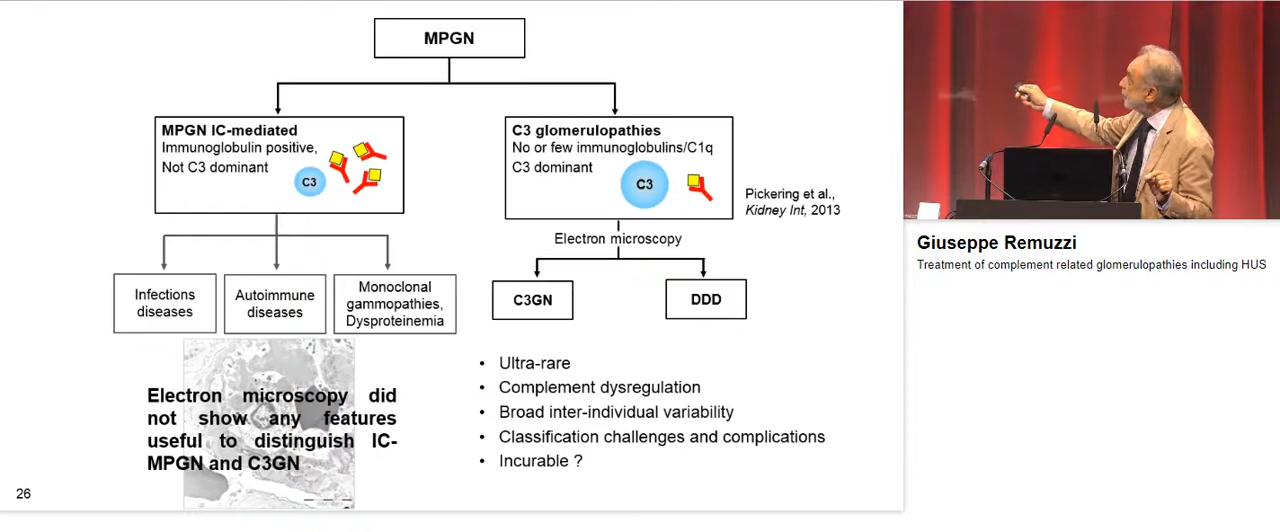 MPGN
MPGN IC-mediated
Immunoglobulin positive,
Not C3 dominant
C3
C3 glomerulopathies
No or few immunoglobulins/C1q
C3 dominant
C3
Pickering et al.,
Kidney Int, 2013
Electron microscopy
Infections
diseases
Autoimmune
diseases
Monoclonal
gammopathies,
Dysproteinemia
C3GN
DDD
Electron microscopy did
not show any features
useful to distinguish IC-
MPGN and C3GN
• Ultra-rare
• Complement dysregulation
• Broad inter-individual variability
• Classification challenges and complications
• Incurable ?
26
Giuseppe Remuzzi
Treatment of complement related glomerulopathies including HUS